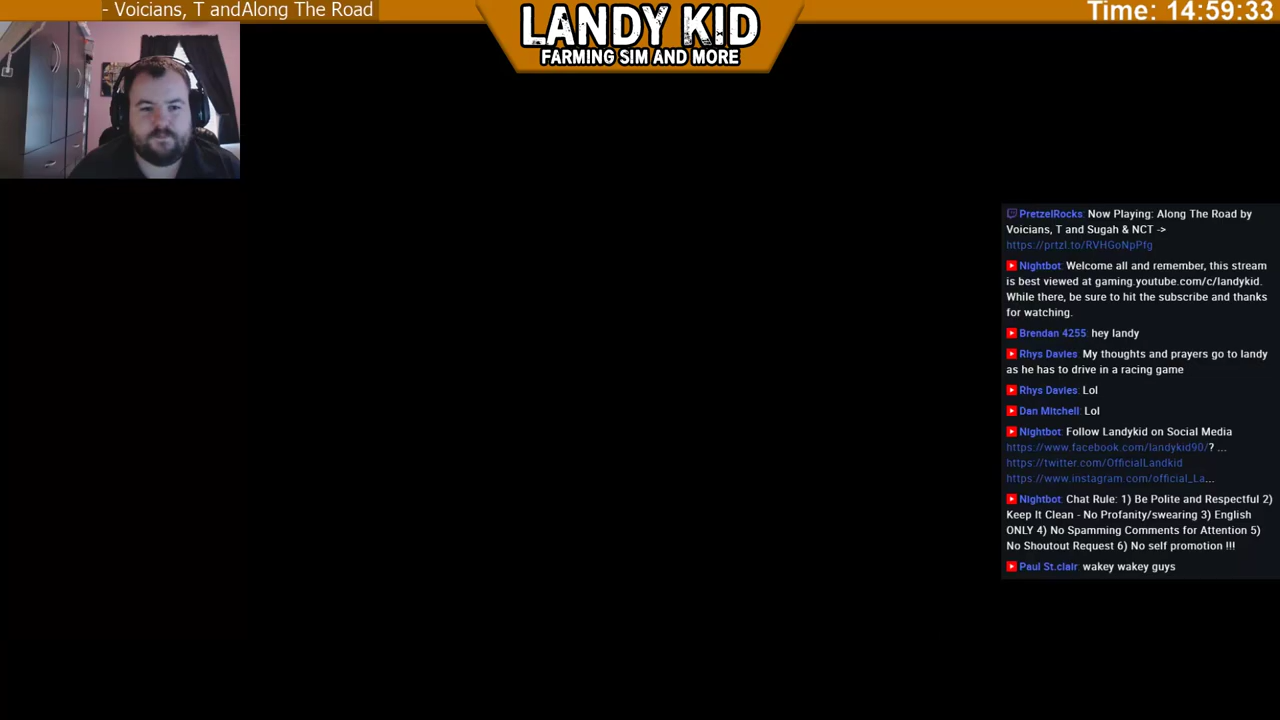 - Voicians, T andAlong The Road
LANDY KID
FARMING SIM AND MORE
Time: 14:59:33
PretzelRocks: Now Playing: Along The Road by
Voicians, T and Sugah & NCT ->
https://prtzl.to/RVHGoNpPfg
Nightbot: Welcome all and remember, this stream
is best viewed at gaming.youtube.com/c/landykid.
While there, be sure to hit the subscribe and thanks
for watching.
Brendan 4255: hey landy
Rhys Davies: My thoughts and prayers go to landy
as he has to drive in a racing game
Rhys Davies: Lol
Dan Mitchell: Lol
Nightbot: Follow Landykid on Social Media
https://www.facebook.com/landykid90/? ...
https://twitter.com/OfficialLandkid
https://www.instagram.com/official_La...
Nightbot: Chat Rule: 1) Be Polite and Respectful 2)
Keep It Clean - No Profanity/swearing 3) English
ONLY 4) No Spamming Comments for Attention 5)
No Shoutout Request 6) No self promotion !!!
Paul St.clair: wakey wakey guys